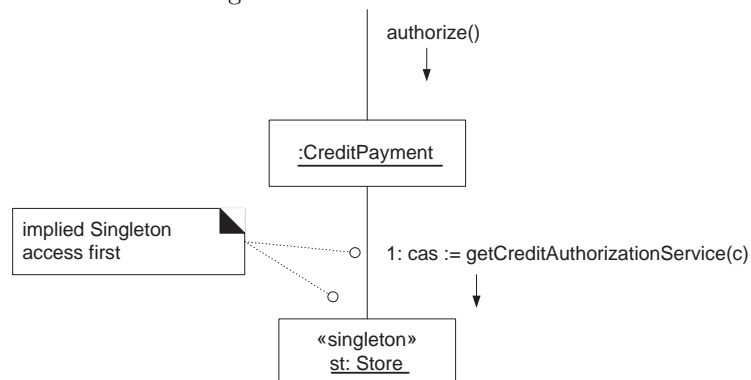 authorize()
:CreditPayment
implied Singleton
access first
1: cas := getCreditAuthorizationService(c)
«singleton»
st: Store